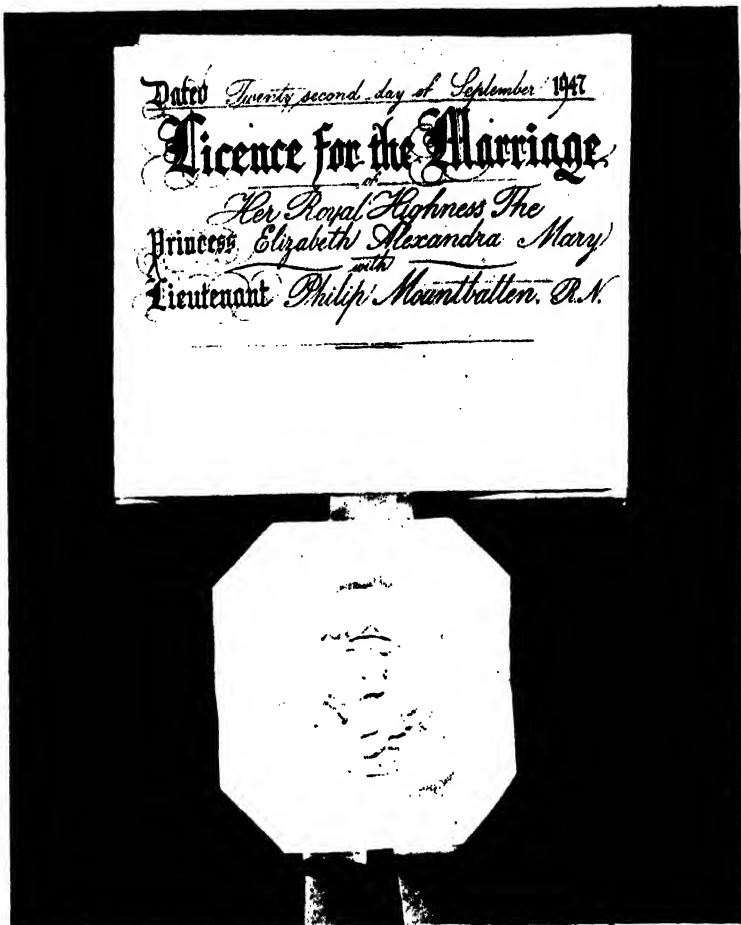 Dated Twenty second day of September 1947
Licence for the Marriage
of
Her Royal Highness The
Princess Elizabeth Alexandra Mary
with
Lieutenant Philip Mountbatten. R.N.